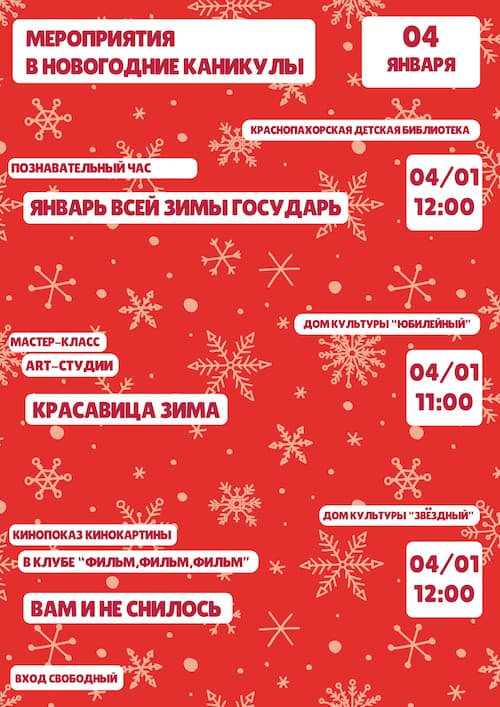 МЕРОПРИЯТИЯ
В НОВОГОДНИЕ КАНИКУЛЫ
04
ЯНВАРЯ
КРАСНОПАХОРСКАЯ ДЕТСКАЯ БИБЛИОТЕКА
ПОЗНАВАТЕЛЬНЫЙ ЧАС
ЯНВАРЬ ВСЕЙ ЗИМЫ ГОСУДАРЬ
04/01
12:00
ДОМ КУЛЬТУРЫ "ЮБИЛЕЙНЫЙ"
МАСТЕР-КЛАСС
ART-СТУДИИ
КРАСАВИЦА ЗИМА
04/01
11:00
ДОМ КУЛЬТУРЫ "ЗВЁЗДНЫЙ"
КИНОПОКАЗ КИНОКАРТИНЫ
В КЛУБЕ "ФИЛЬМ,ФИЛЬМ,ФИЛЬМ"
ВАМ И НЕ СНИЛОСЬ
04/01
12:00
ВХОД СВОБОДНЫЙ